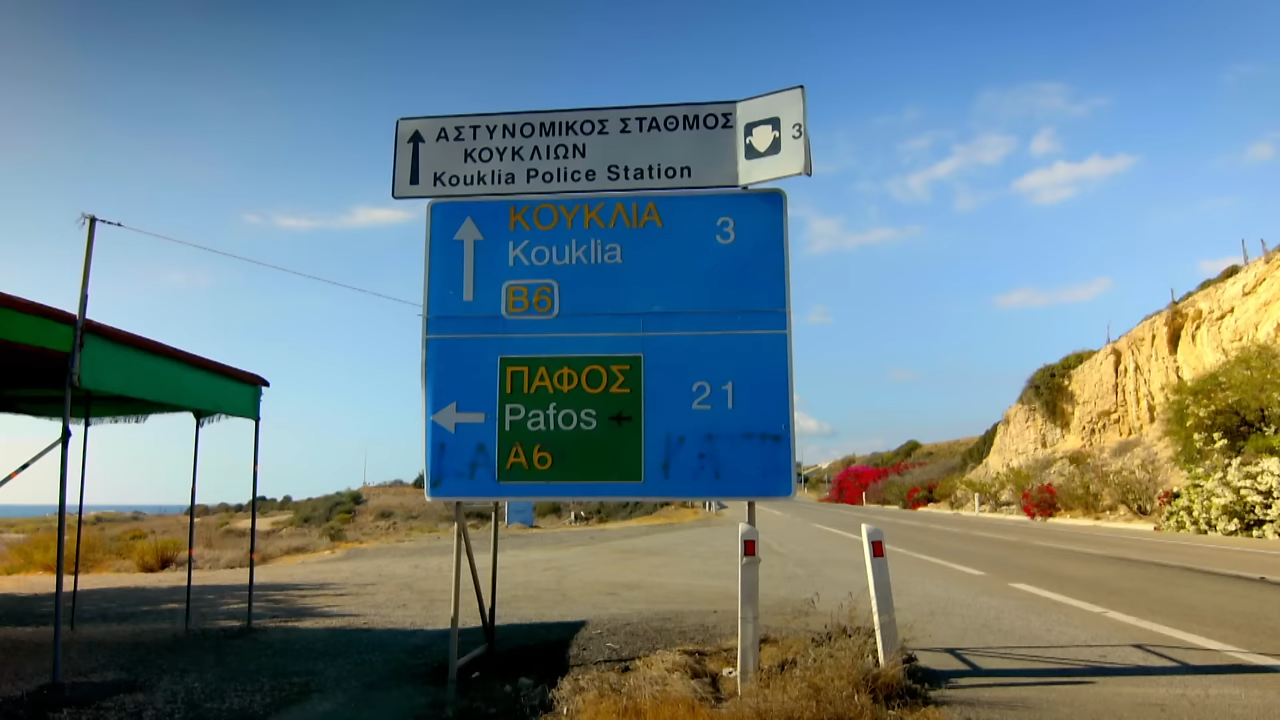 ΑΣΤΥΝΟΜΙΚΟΣ ΣΤΑΘΜΟΣ
ΚΟΥΚΛΙΩΝ
Kouklia Police Station
3
ΚΟΥΚΛΙΑ 3
Kouklia
B6
ΠΑΦΟΣ
Pafos 21
A6